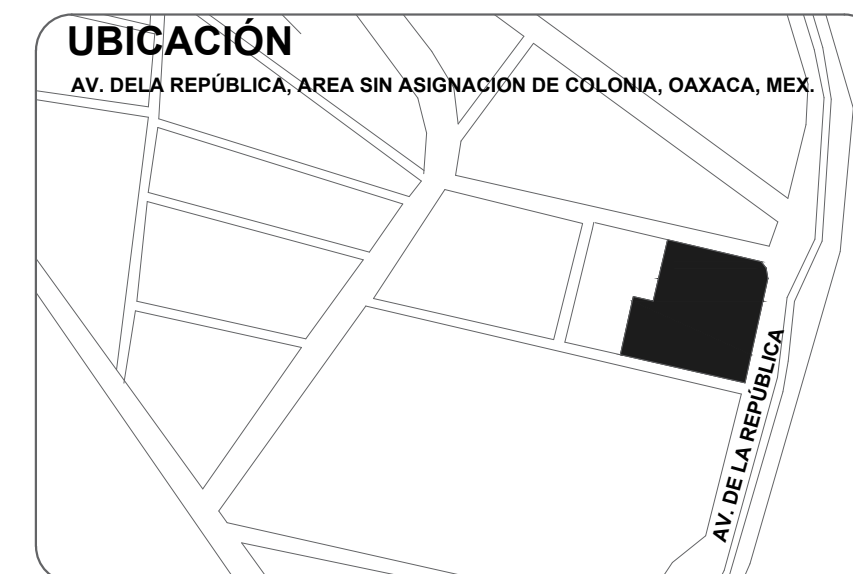 UBICACIÓN
AV. DELA REPÚBLICA, AREA SIN ASIGNACION DE COLONIA, OAXACA, MEX.
AV. DE LA REPÚBLICA